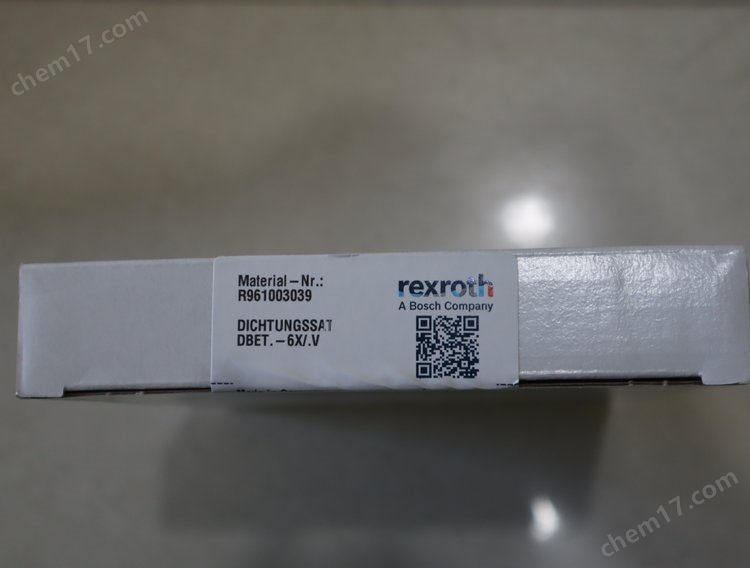 chem17.com
Material-Nr.:
R961003039
DICHTUNGSSAT
DBET.-6X/.V
rexroth
A Bosch Company
chem17.com